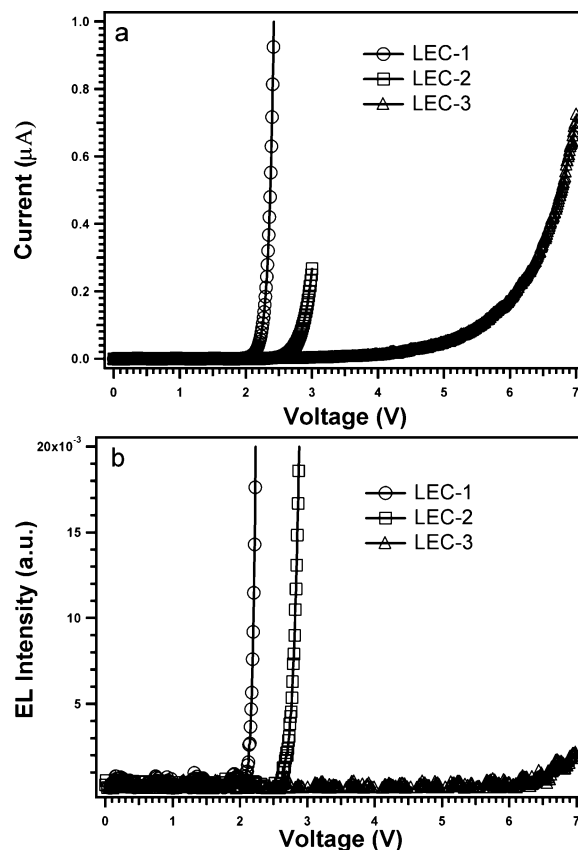 a
LEC-1
LEC-2
LEC-3
Current (µA)
1.0
0.8
0.6
0.4
0.2
0.0
0 1 2 3 4 5 6 7
Voltage (V)
b
LEC-1
LEC-2
LEC-3
EL Intensity (a.u.)
20x10⁻³
15
10
5
0 1 2 3 4 5 6 7
Voltage (V)